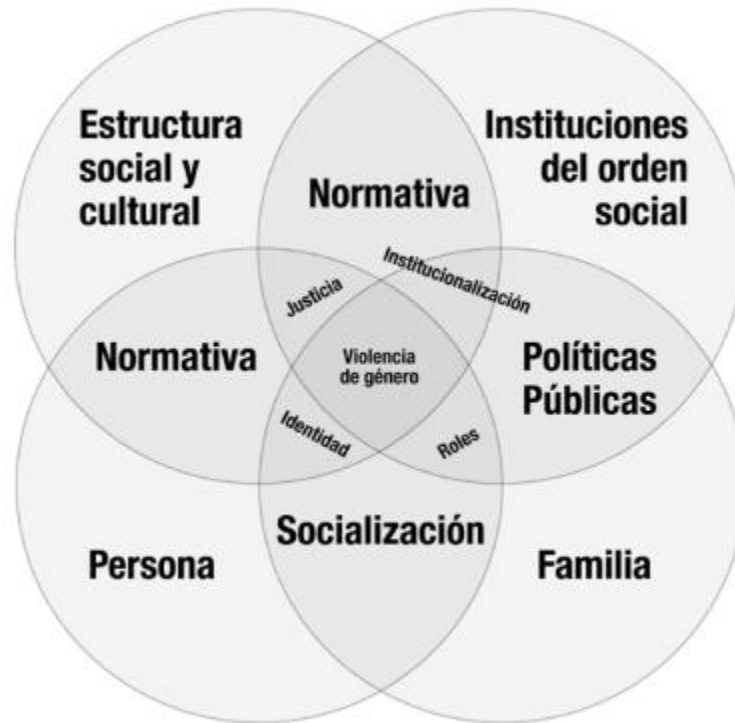 Estructura
social y
cultural
Instituciones
del orden
social
Normativa
Institucionalización
Justicia
Normativa
Violencia
de género
Políticas
Públicas
Identidad
Roles
Socialización
Persona
Familia